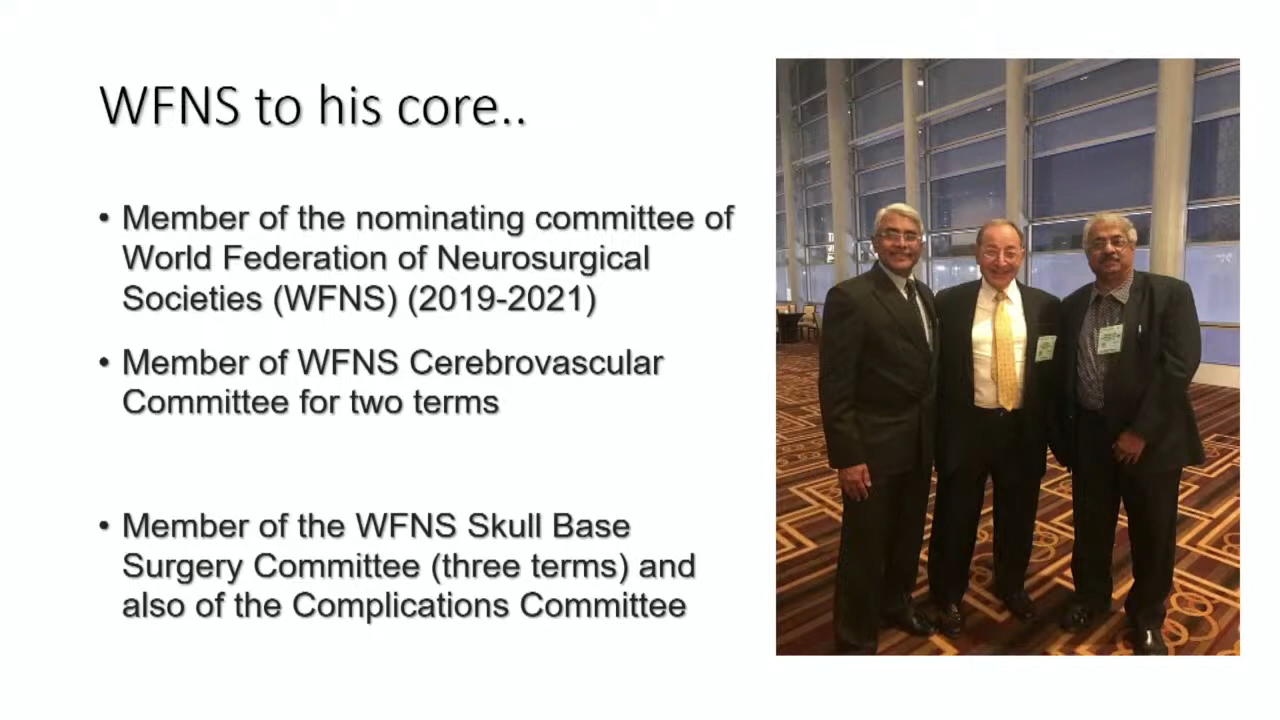 WFNS to his core..
• Member of the nominating committee of
World Federation of Neurosurgical
Societies (WFNS) (2019-2021)
• Member of WFNS Cerebrovascular
Committee for two terms
• Member of the WFNS Skull Base
Surgery Committee (three terms) and
also of the Complications Committee